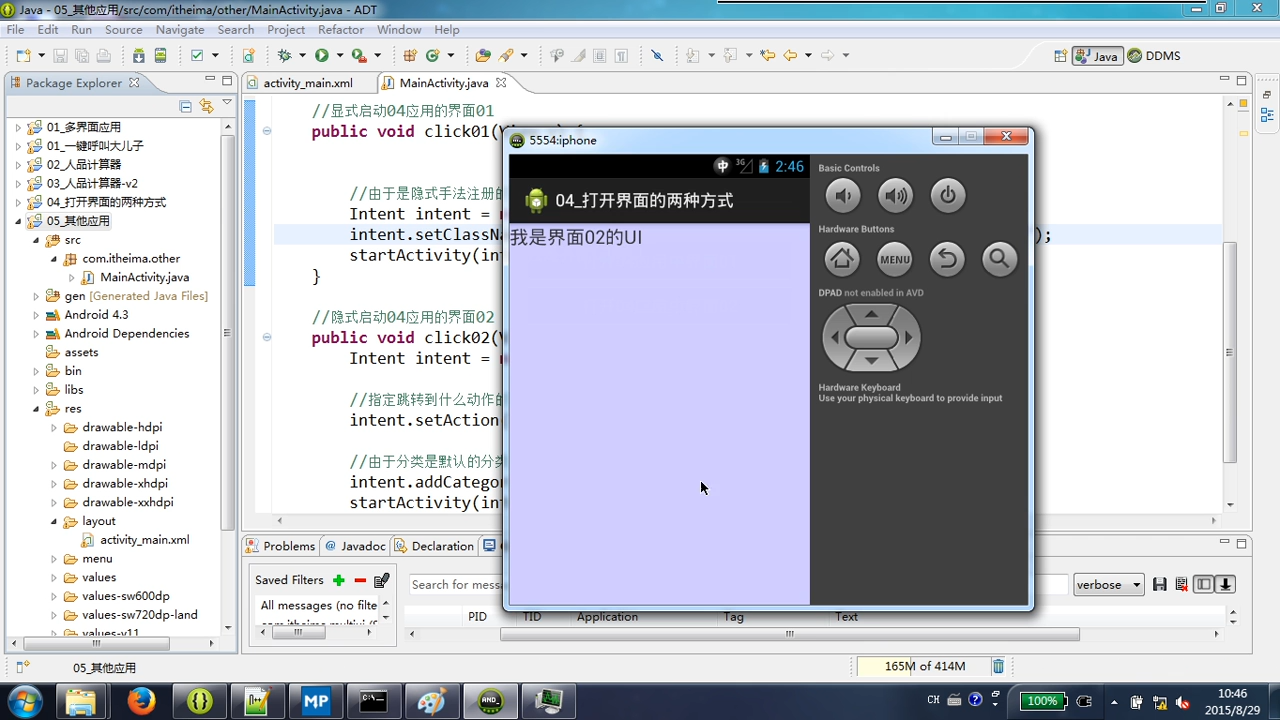 Java - 05_其他应用/src/com/itheima/other/MainActivity.java - ADT
File Edit Run Source Navigate Search Project Refactor Window Help
Java DDMS
Package Explorer
activity_main.xml MainActivity.java
01_多界面应用
01_一键呼叫大儿子
02_人品计算器
03_人品计算器-v2
04_打开界面的两种方式
05_其他应用
src
com.itheima.other
MainActivity.java
gen [Generated Java Files]
Android 4.3
Android Dependencies
assets
bin
libs
res
drawable-hdpi
drawable-ldpi
drawable-mdpi
drawable-xhdpi
drawable-xxhdpi
layout
activity_main.xml
menu
values
values-sw600dp
values-sw720dp-land
values-v11
//显式启动04应用的界面01
public void click01(
//由于是隐式手法注册的
Intent intent =
intent.setClassNa
);
startActivity(int
}
//隐式启动04应用的界面02
public void click02(
Intent intent =
//指定跳转到什么动作的
intent.setAction
//由于分类是默认的分类
intent.addCatego
startActivity(int
5554:iphone
中 3G 2:46
04_打开界面的两种方式
我是界面02的UI
Basic Controls
Hardware Buttons
MENU
DPAD not enabled in AVD
Hardware Keyboard
Use your physical keyboard to provide input
Problems @ Javadoc Declaration
Saved Filters
Search for messa
verbose
All messages (no filte
com.itheima.multiui (S
PID TID Application Tag Text
05_其他应用
165M of 414M
MP
AND_
CH
100%
10:46
2015/8/29